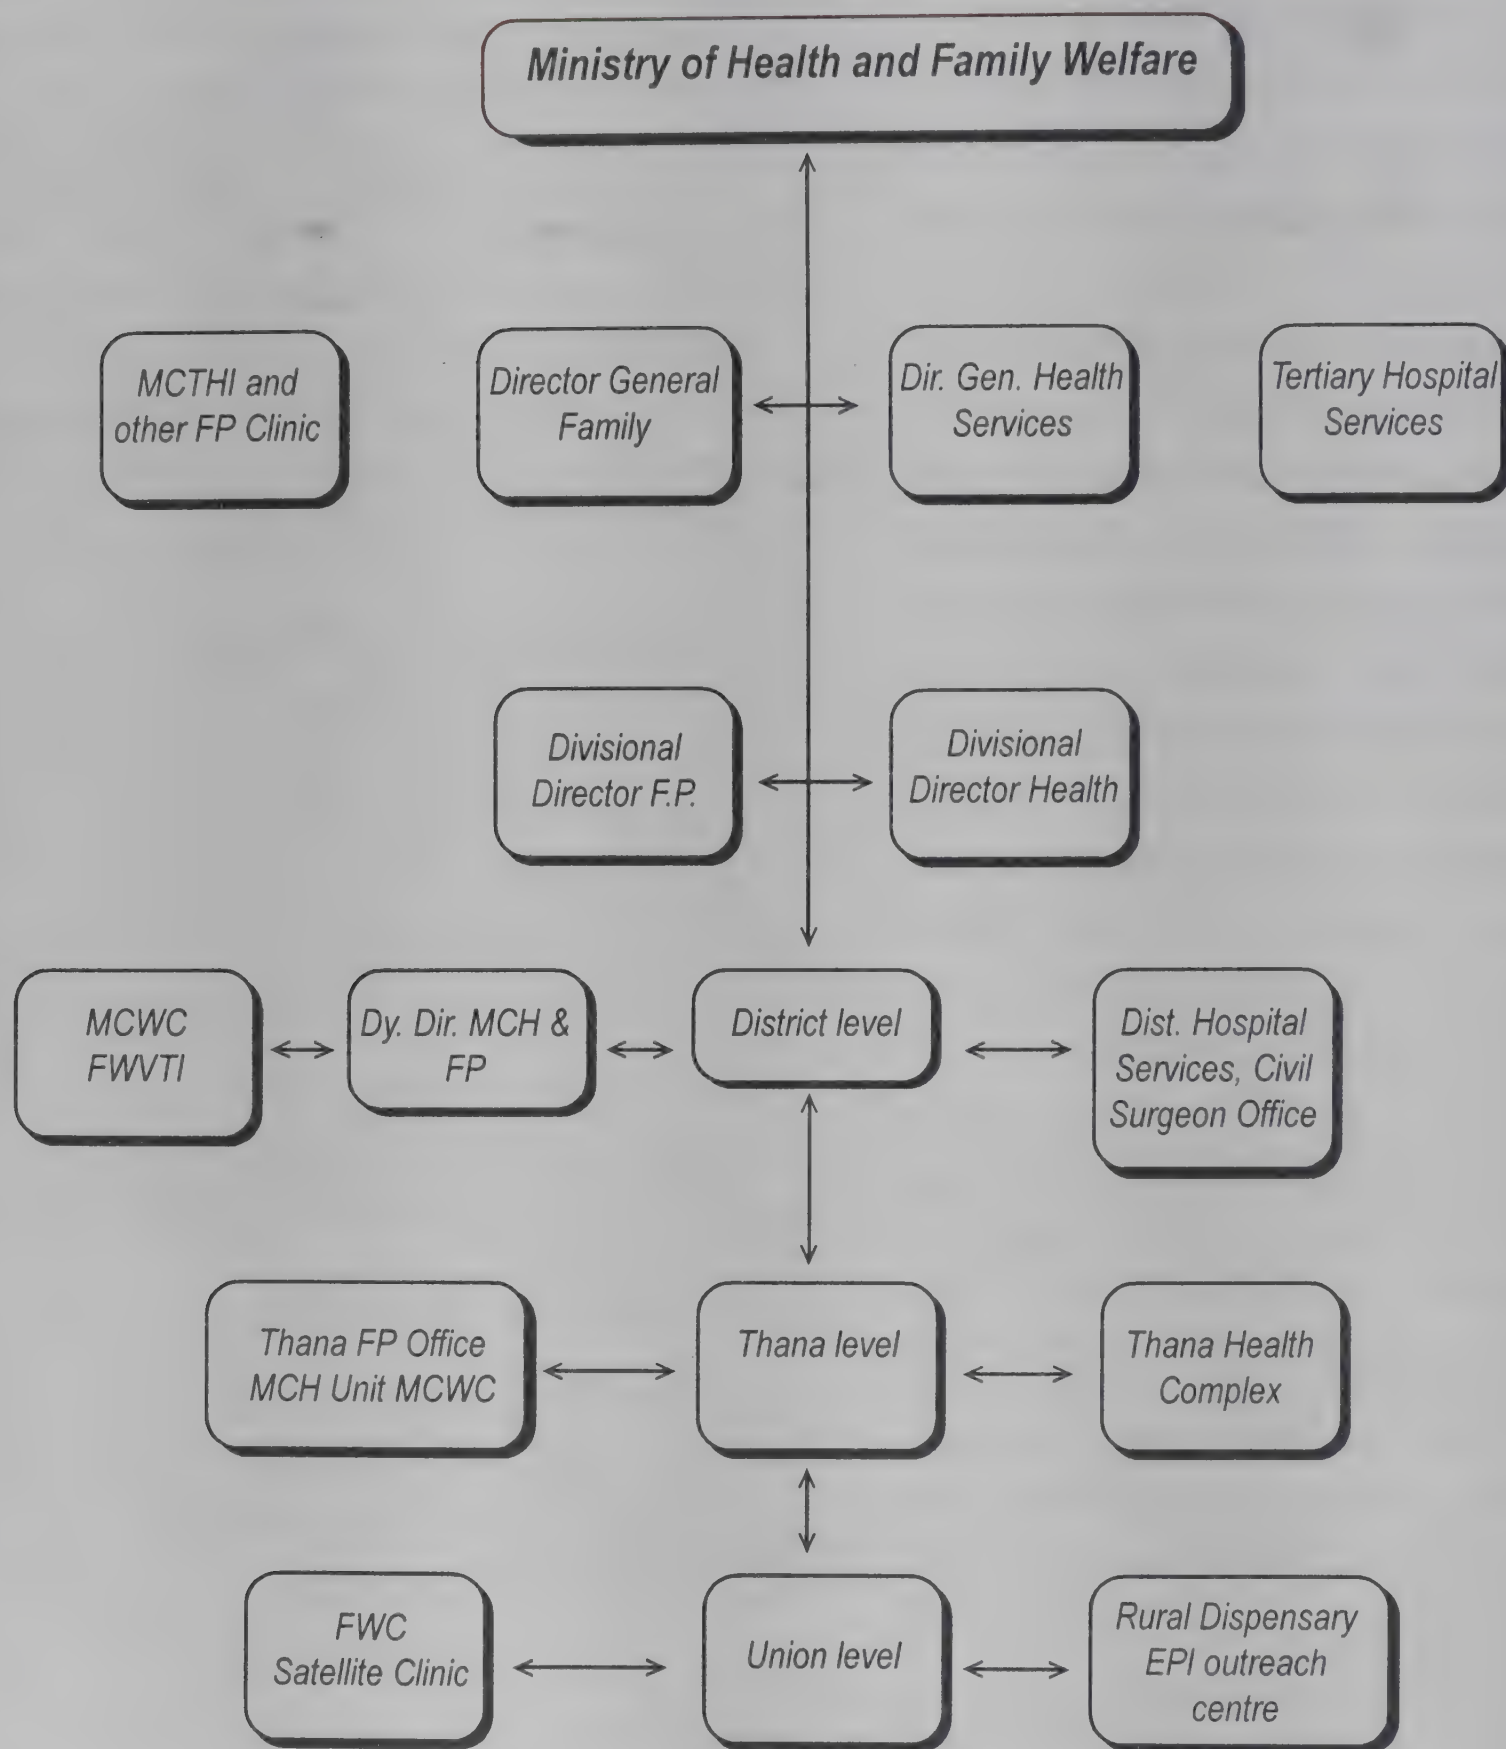 Ministry of Health and Family Welfare
MCTHI and
other FP Clinic
Director General
Family
Dir. Gen. Health
Services
Tertiary Hospital
Services
Divisional
Director F.P.
Divisional
Director Health
MCWC
FWVTI
Dy. Dir. MCH &
FP
District level
Dist. Hospital
Services, Civil
Surgeon Office
Thana FP Office
MCH Unit MCWC
Thana level
Thana Health
Complex
FWC
Satellite Clinic
Union level
Rural Dispensary
EPI outreach
centre